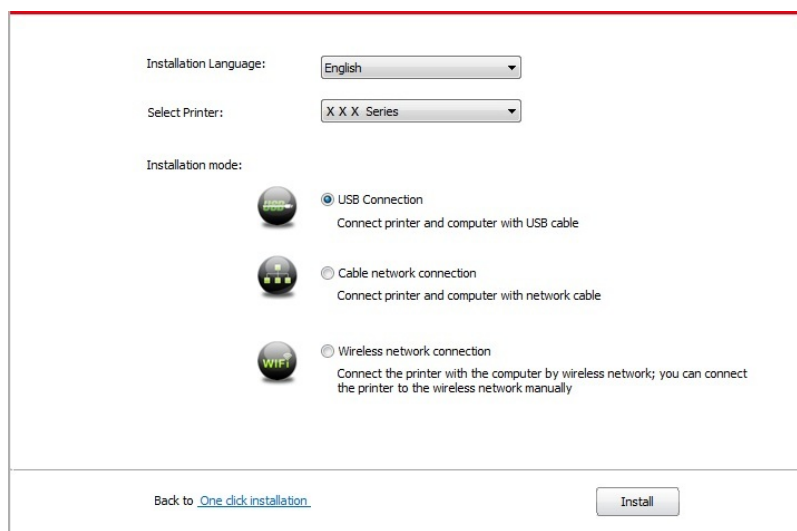 Installation Language:
English
Select Printer:
X X X Series
Installation mode:
USB
USB Connection
Connect printer and computer with USB cable
Cable network connection
Connect printer and computer with network cable
WiFi
Wireless network connection
Connect the printer with the computer by wireless network; you can connect
the printer to the wireless network manually
Back to One click installation
Install